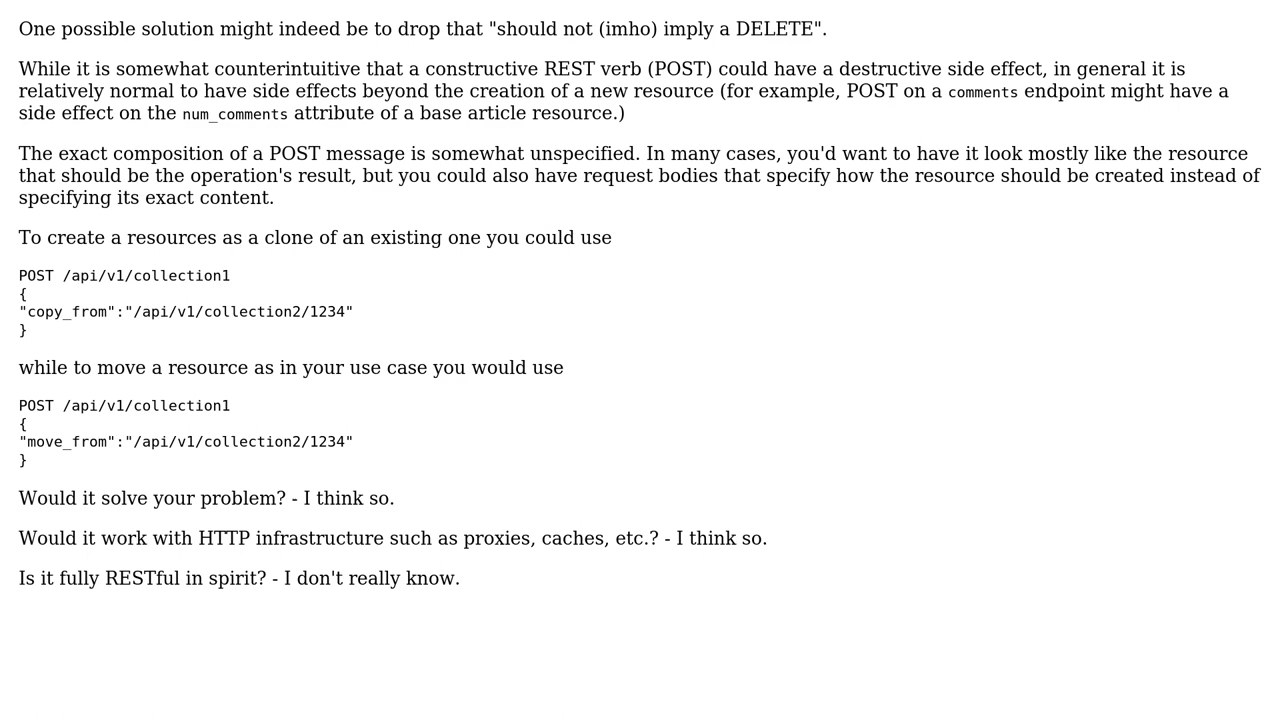 One possible solution might indeed be to drop that "should not (imho) imply a DELETE".
While it is somewhat counterintuitive that a constructive REST verb (POST) could have a destructive side effect, in general it is
relatively normal to have side effects beyond the creation of a new resource (for example, POST on a comments endpoint might have a
side effect on the num_comments attribute of a base article resource.)
The exact composition of a POST message is somewhat unspecified. In many cases, you'd want to have it look mostly like the resource
that should be the operation's result, but you could also have request bodies that specify how the resource should be created instead of
specifying its exact content.
To create a resources as a clone of an existing one you could use
POST /api/v1/collection1
{
"copy_from":"/api/v1/collection2/1234"
}
while to move a resource as in your use case you would use
POST /api/v1/collection1
{
"move_from":"/api/v1/collection2/1234"
}
Would it solve your problem? - I think so.
Would it work with HTTP infrastructure such as proxies, caches, etc.? - I think so.
Is it fully RESTful in spirit? - I don't really know.